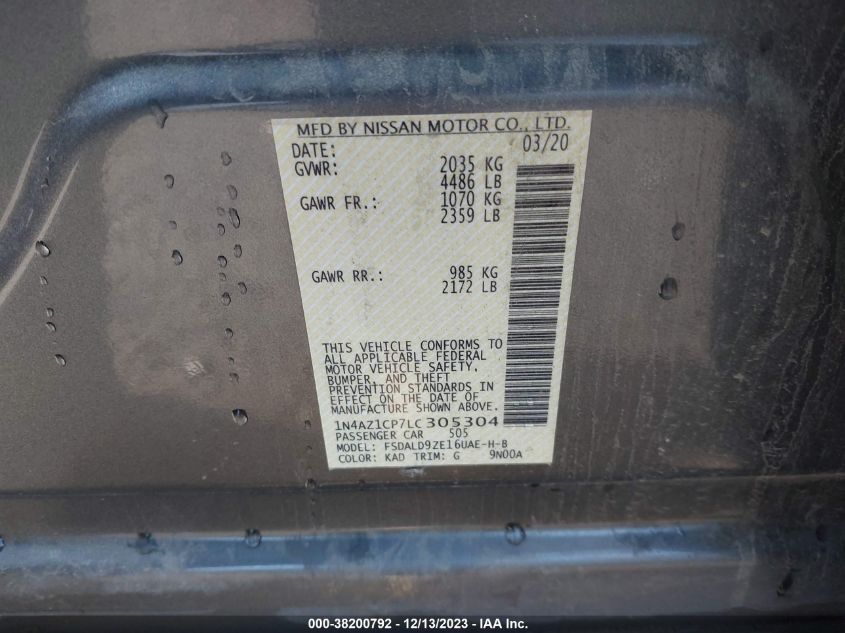 MFD BY NISSAN MOTOR CO., LTD.
DATE: 03/20
GVWR: 2035 KG
4486 LB
GAWR FR.: 1070 KG
2359 LB
GAWR RR.: 985 KG
2172 LB
THIS VEHICLE CONFORMS TO
ALL APPLICABLE FEDERAL
MOTOR VEHICLE SAFETY,
BUMPER, AND THEFT
PREVENTION STANDARDS IN
EFFECT ON THE DATE OF
MANUFACTURE SHOWN ABOVE.
1N4AZ1CP7LC305304
PASSENGER CAR 505
MODEL: FSDALD9ZE16UAE-H-B
COLOR: KAD TRIM: G 9N00A
000-38200792 - 12/13/2023 - IAA Inc.